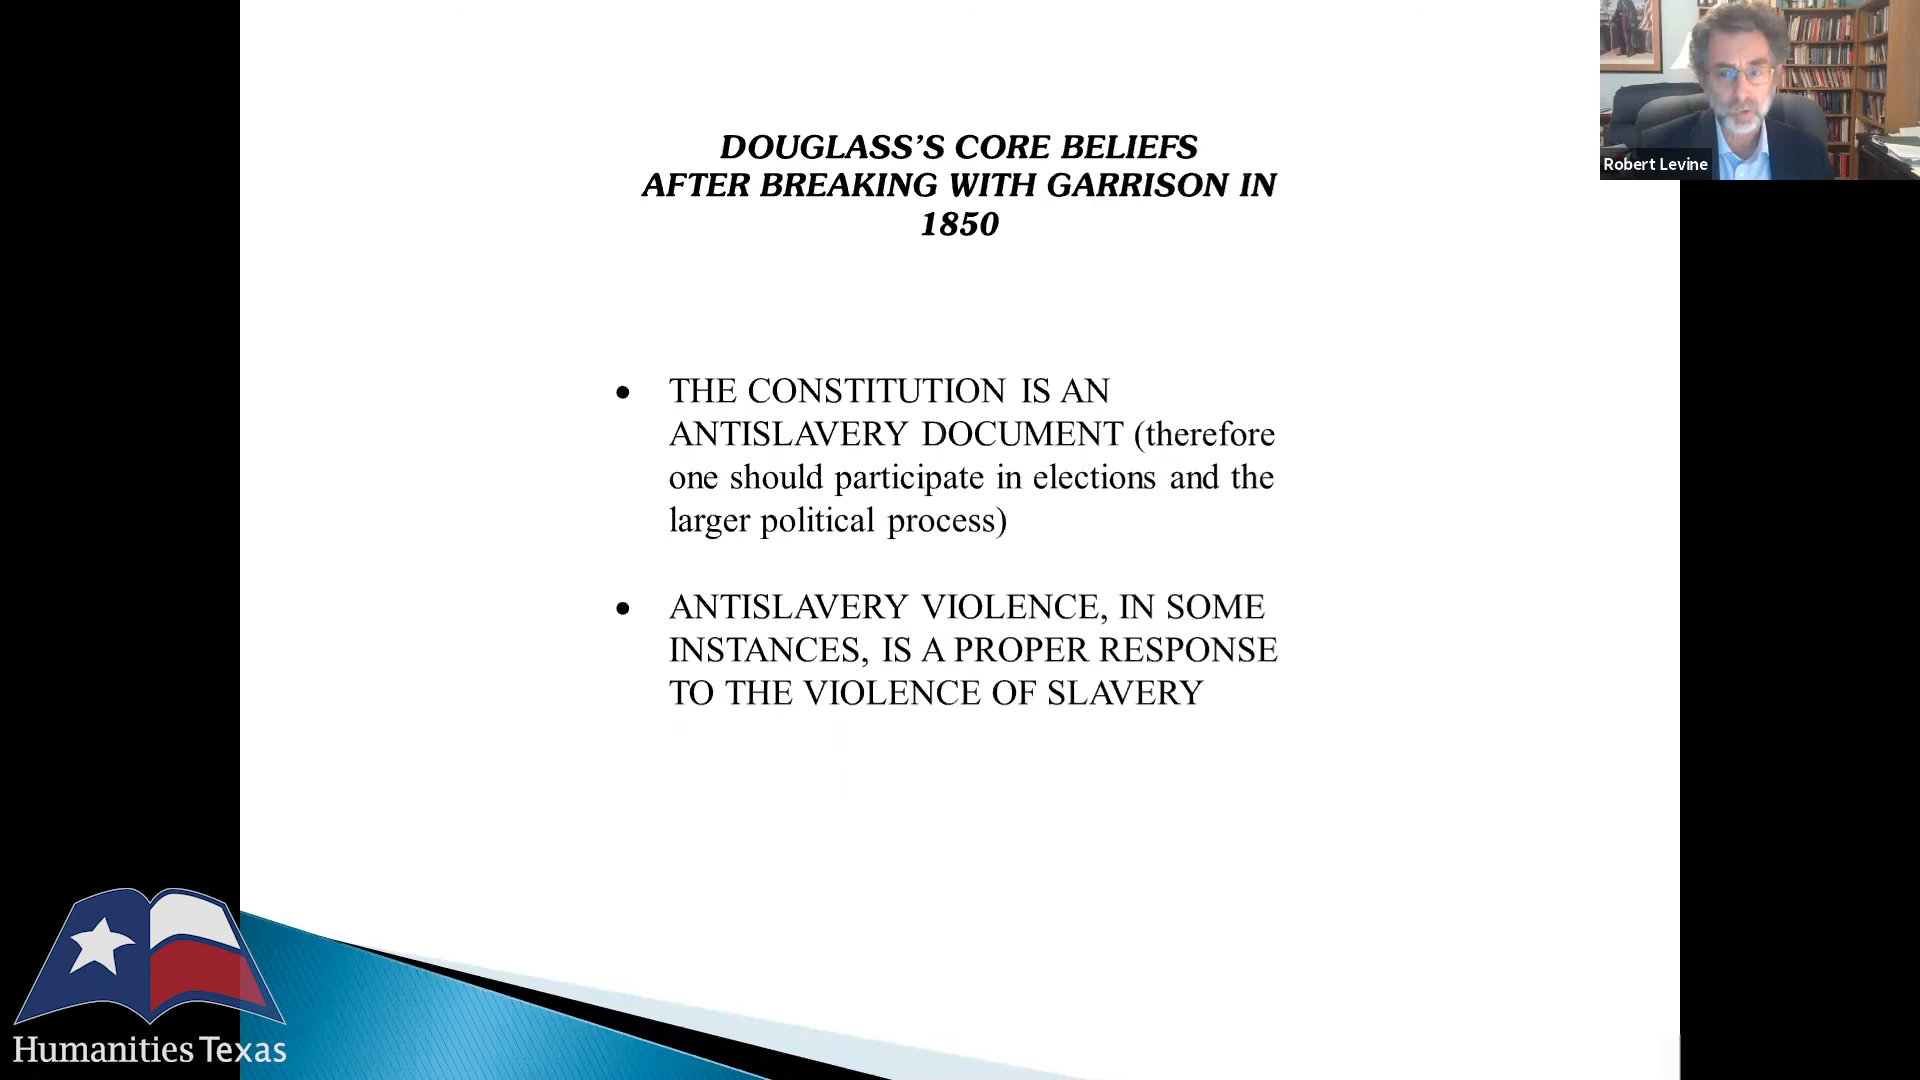 DOUGLASS’S CORE BELIEFS
AFTER BREAKING WITH GARRISON IN
1850
Robert Levine
• THE CONSTITUTION IS AN
ANTISLAVERY DOCUMENT (therefore
one should participate in elections and the
larger political process)
• ANTISLAVERY VIOLENCE, IN SOME
INSTANCES, IS A PROPER RESPONSE
TO THE VIOLENCE OF SLAVERY
Humanities Texas